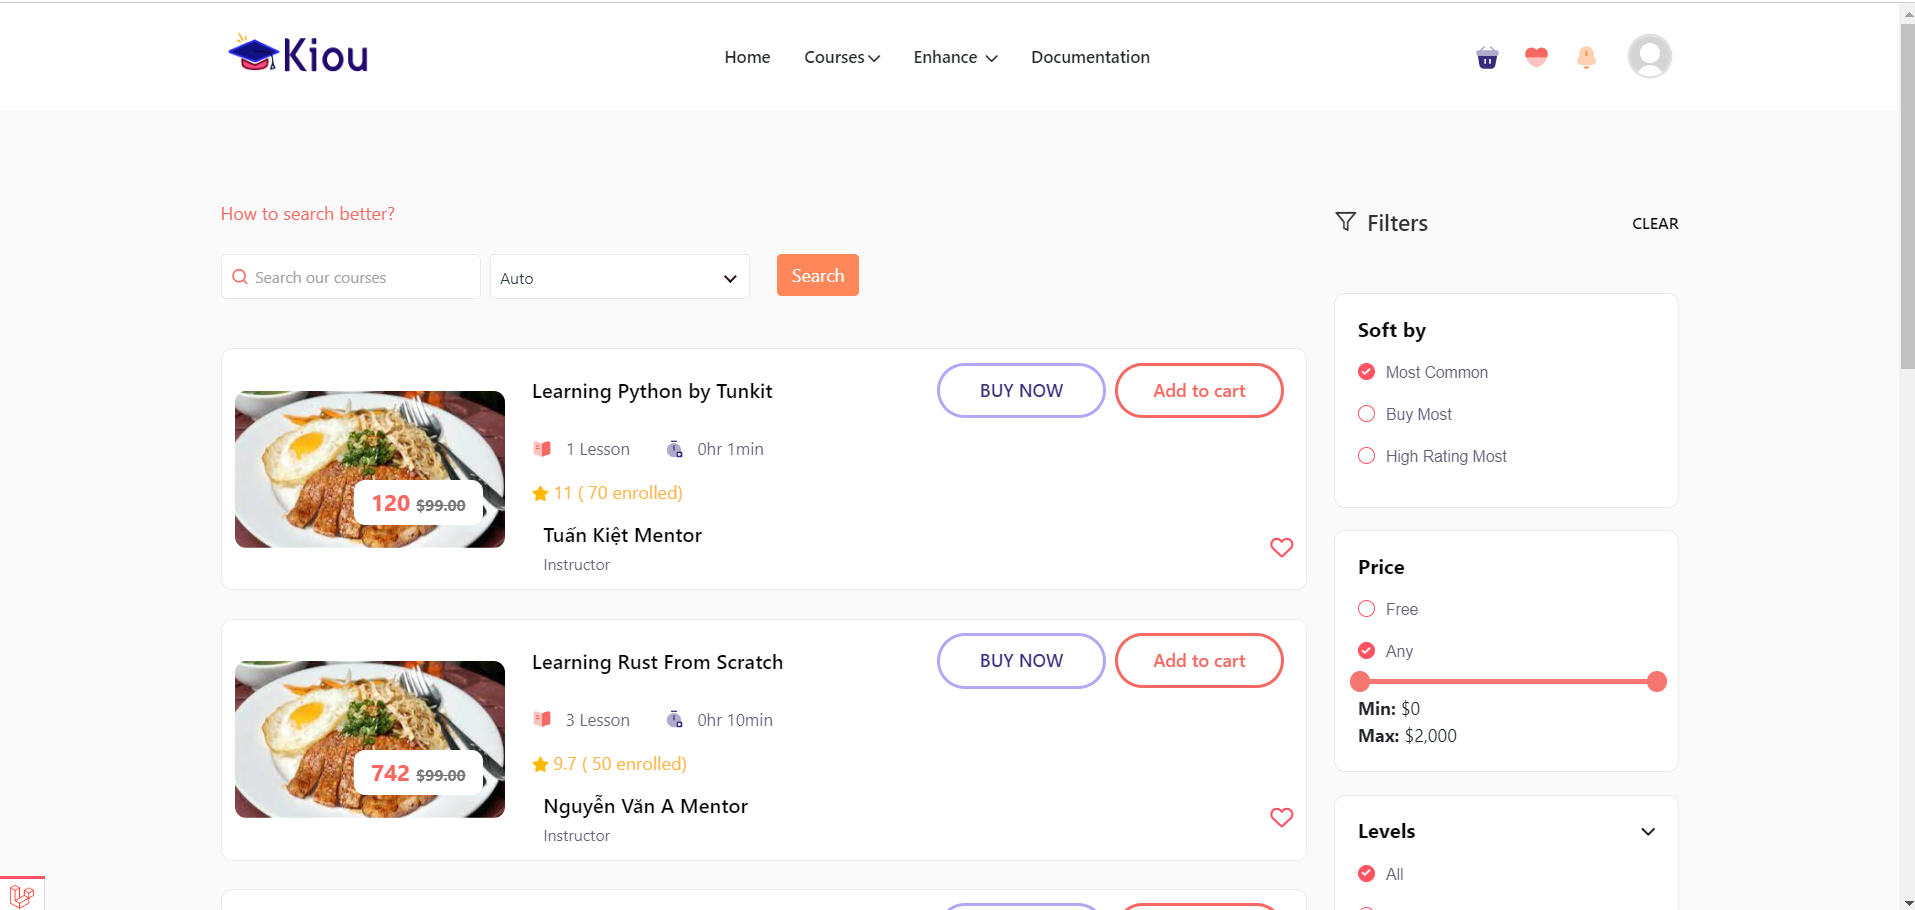 Kiou
Home Courses Enhance Documentation
How to search better?
Search our courses Auto Search
Filters CLEAR
Learning Python by Tunkit
BUY NOW Add to cart
1 Lesson 0hr 1min
120 $99.00
11 ( 70 enrolled)
Tuấn Kiệt Mentor
Instructor
Learning Rust From Scratch
BUY NOW Add to cart
3 Lesson 0hr 10min
742 $99.00
9.7 ( 50 enrolled)
Nguyễn Văn A Mentor
Instructor
Soft by
Most Common
Buy Most
High Rating Most
Price
Free
Any
Min: $0
Max: $2,000
Levels
All